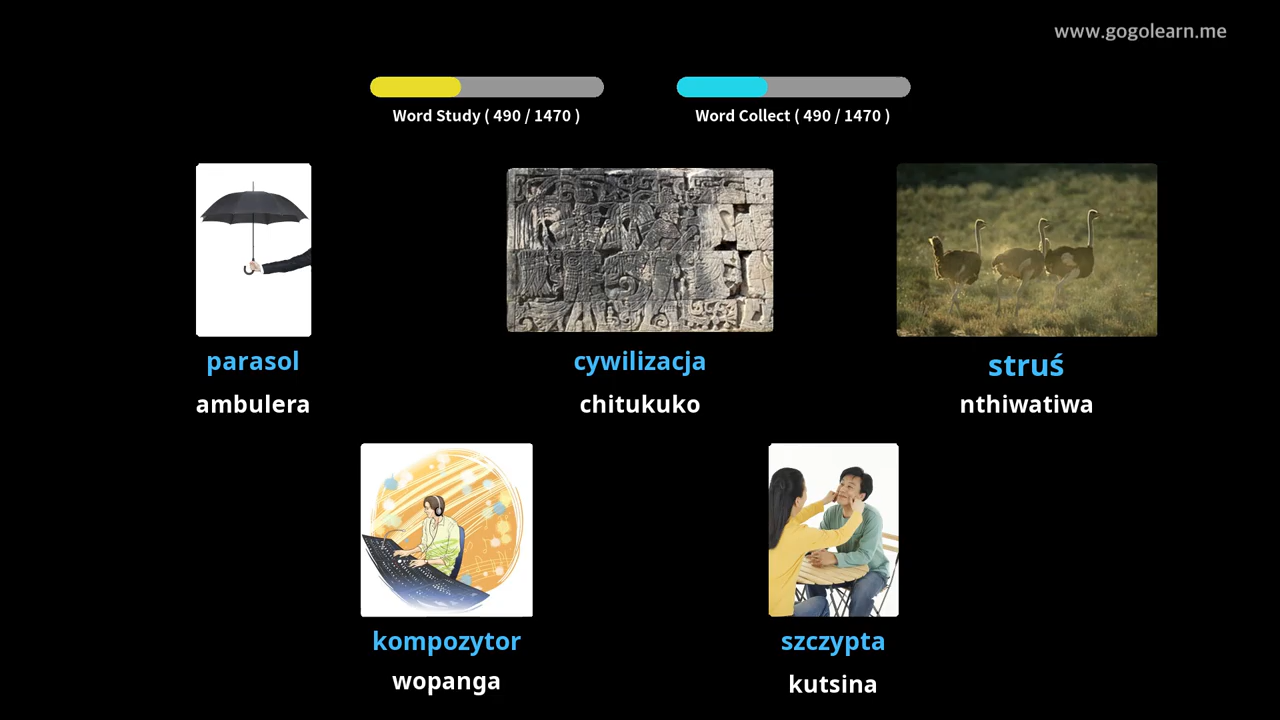 www.gogolearn.me
Word Study ( 490 / 1470 )
Word Collect ( 490 / 1470 )
parasol
cywilizacja
struś
ambulera
chitukuko
nthiwatiwa
kompozytor
szczypta
wopanga
kutsina